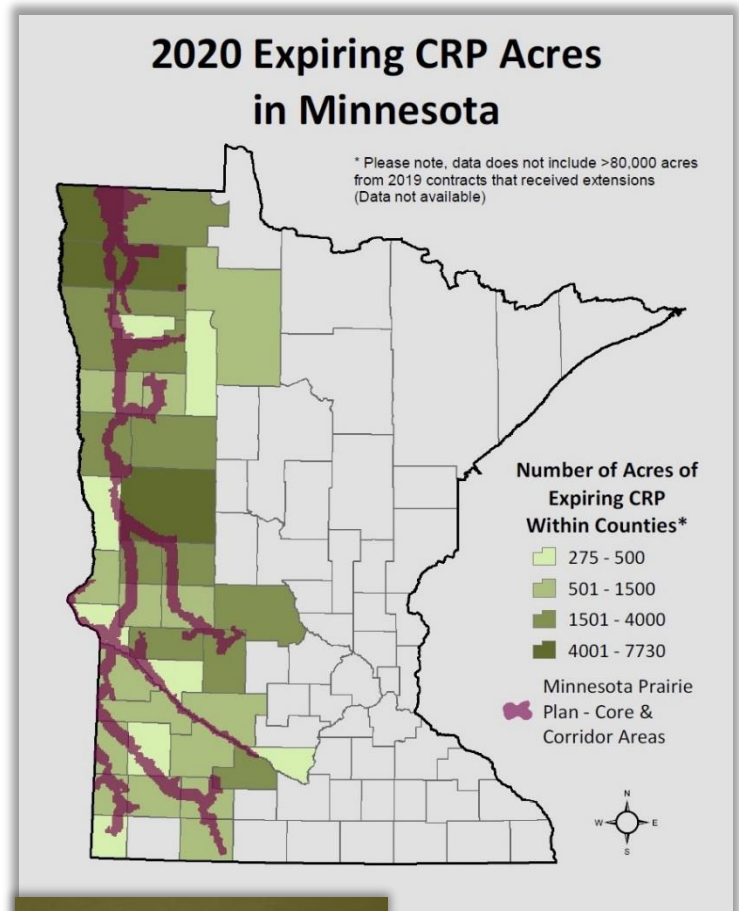 2020 Expiring CRP Acres
in Minnesota
* Please note, data does not include >80,000 acres
from 2019 contracts that received extensions
(Data not available)
Number of Acres of
Expiring CRP
Within Counties*
275 - 500
501 - 1500
1501 - 4000
4001 - 7730
Minnesota Prairie
Plan - Core &
Corridor Areas
N
W E
S